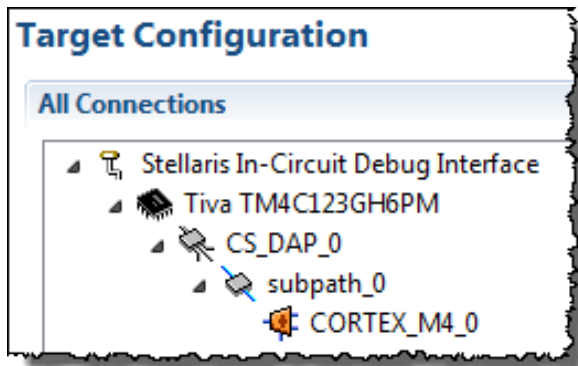 Target Configuration
All Connections
Stellaris In-Circuit Debug Interface
Tiva TM4C123GH6PM
CS_DAP_0
subpath_0
CORTEX_M4_0